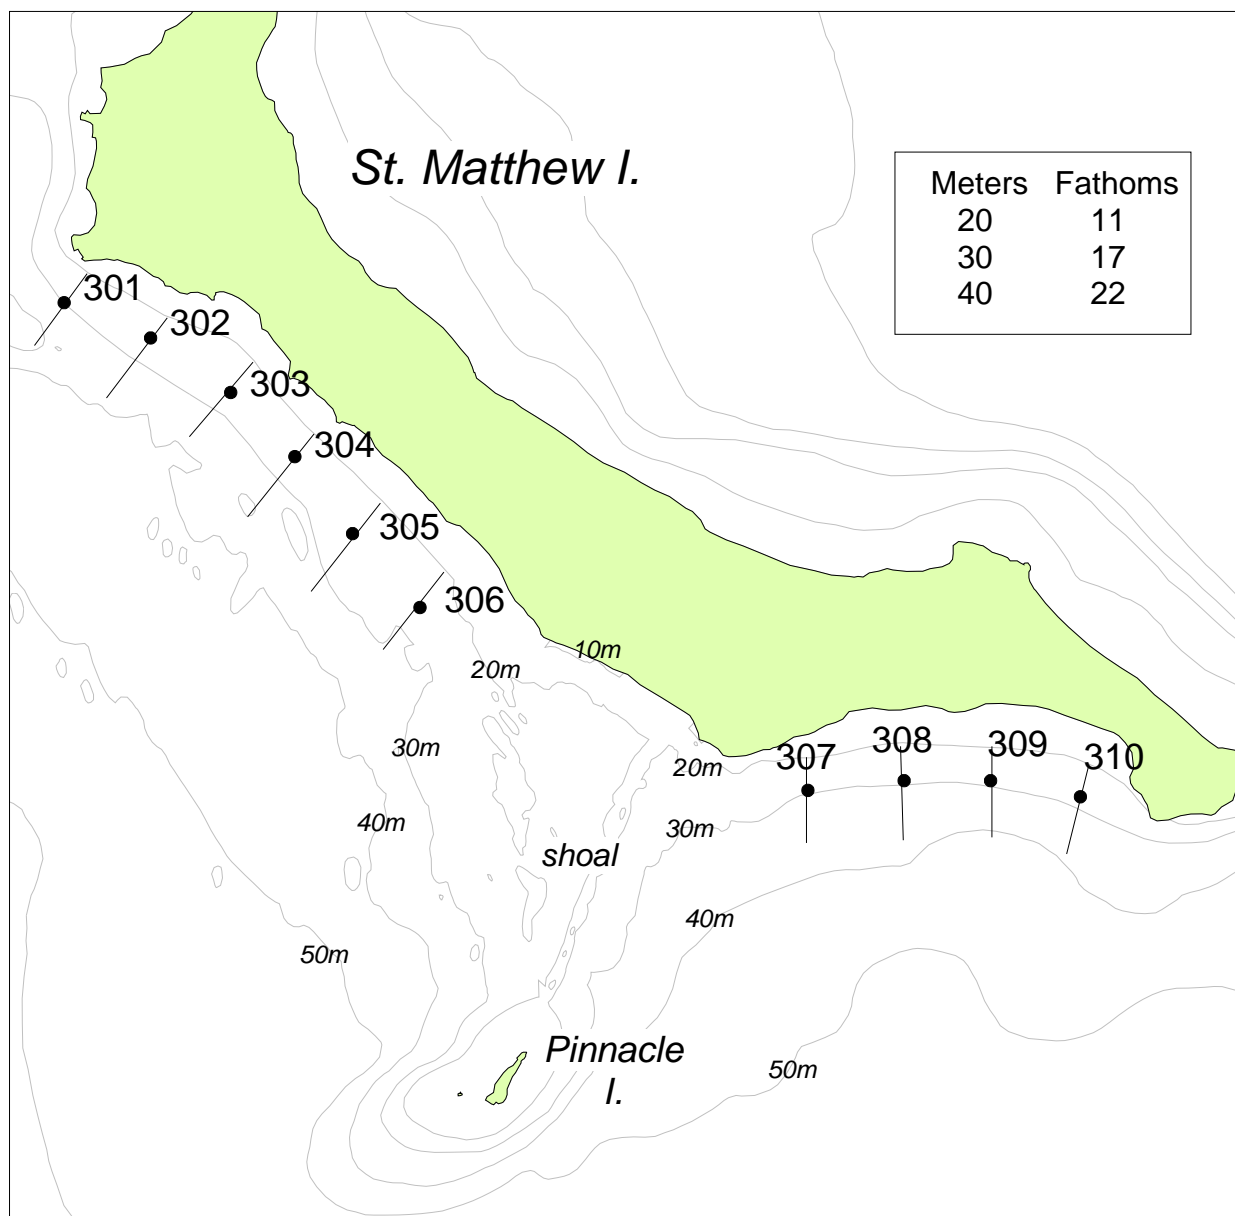 St. Matthew I.
Meters Fathoms
20 11
30 17
40 22
301
302
303
304
305
306
10m
20m
30m
40m
50m
307
308
309
310
20m
30m
shoal
40m
50m
Pinnacle
I.